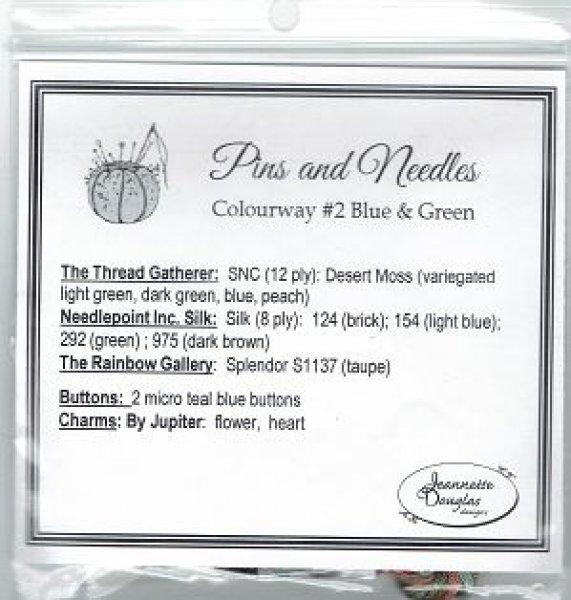 Pins and Needles
Colourway #2 Blue & Green
The Thread Gatherer: SNC (12 ply): Desert Moss (variegated
light green, dark green, blue, peach)
Needlepoint Inc. Silk: Silk (8 ply): 124 (brick); 154 (light blue);
292 (green) ; 975 (dark brown)
The Rainbow Gallery: Splendor S1137 (taupe)
Buttons: 2 micro teal blue buttons
Charms: By Jupiter: flower, heart
Jeannette
Douglas
designs